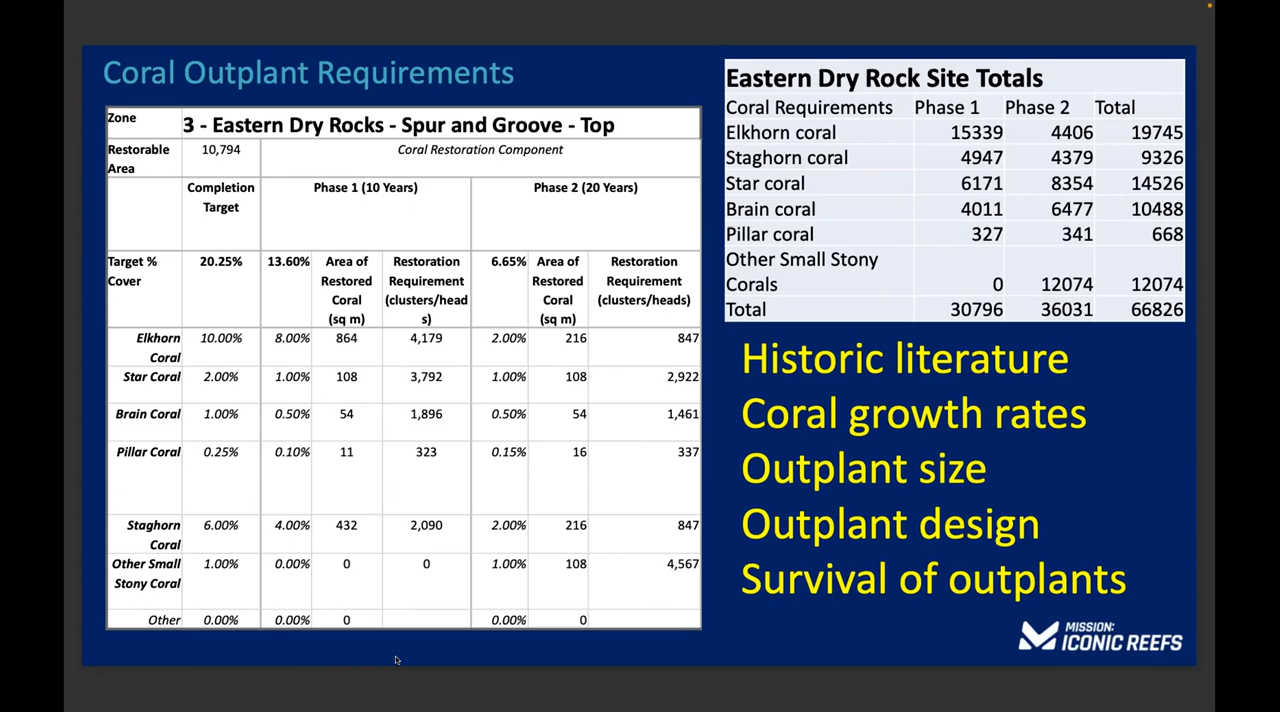 Coral Outplant Requirements
Zone 3 - Eastern Dry Rocks - Spur and Groove - Top
Restorable Area 10,794 Coral Restoration Component
Completion Target Phase 1 (10 Years) Phase 2 (20 Years)
Target % Cover 20.25% 13.60% Area of Restored Coral (sq m) Restoration Requirement (clusters/heads) 6.65% Area of Restored Coral (sq m) Restoration Requirement (clusters/heads)
Elkhorn Coral 10.00% 8.00% 864 4,179 2.00% 216 847
Star Coral 2.00% 1.00% 108 3,792 1.00% 108 2,922
Brain Coral 1.00% 0.50% 54 1,896 0.50% 54 1,461
Pillar Coral 0.25% 0.10% 11 323 0.15% 16 337
Staghorn Coral 6.00% 4.00% 432 2,090 2.00% 216 847
Other Small Stony Coral 1.00% 0.00% 0 0 1.00% 108 4,567
Other 0.00% 0.00% 0 0.00% 0
Eastern Dry Rock Site Totals
Coral Requirements Phase 1 Phase 2 Total
Elkhorn coral 15339 4406 19745
Staghorn coral 4947 4379 9326
Star coral 6171 8354 14526
Brain coral 4011 6477 10488
Pillar coral 327 341 668
Other Small Stony
Corals 0 12074 12074
Total 30796 36031 66826
Historic literature
Coral growth rates
Outplant size
Outplant design
Survival of outplants
MISSION:
ICONIC REEFS